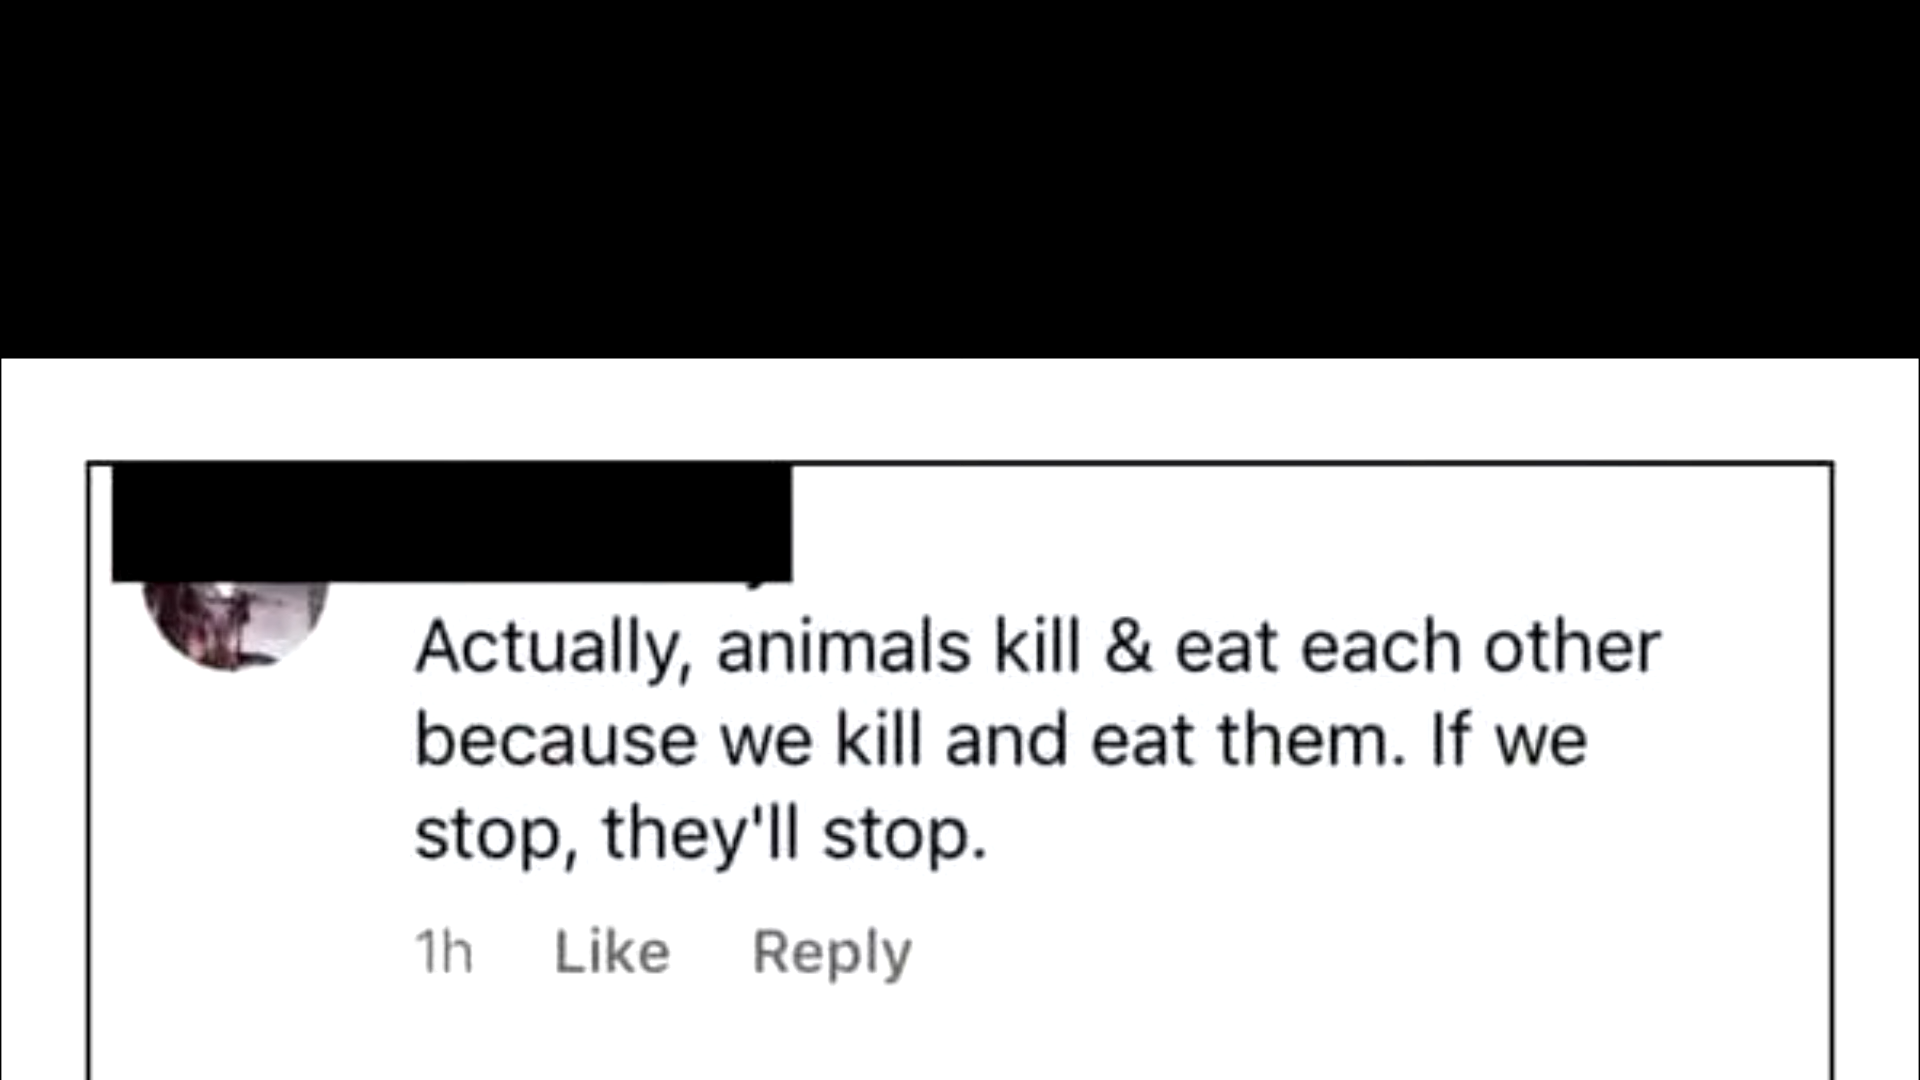 Actually, animals kill & eat each other
because we kill and eat them. If we
stop, they'll stop.
1h Like Reply